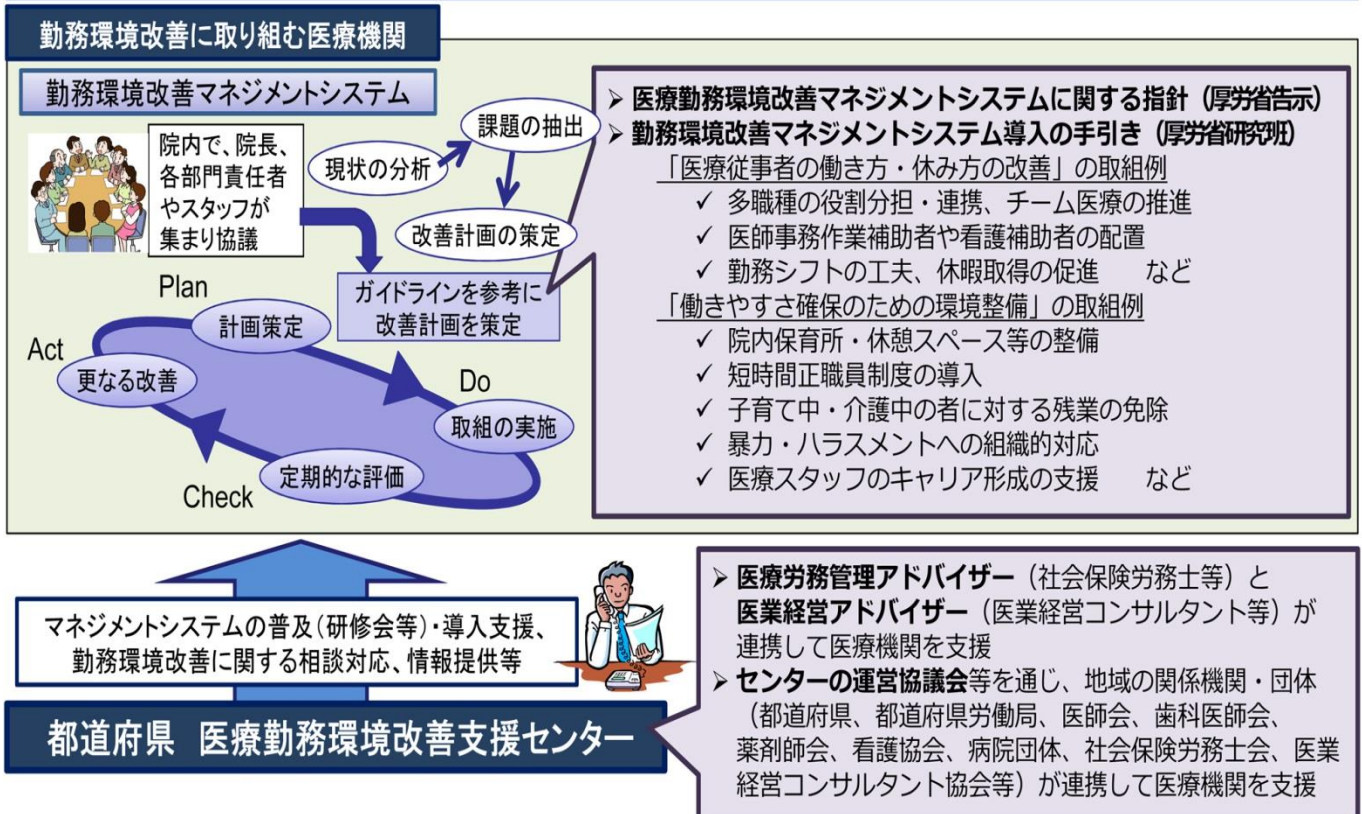 勤務環境改善に取り組む医療機関
勤務環境改善マネジメントシステム
院内で、院長、
各部門責任者
やスタッフが
集まり協議
現状の分析
課題の抽出
改善計画の策定
ガイドラインを参考に
改善計画を策定
Plan
計画策定
Do
取組の実施
Check
定期的な評価
Act
更なる改善
➢ 医療勤務環境改善マネジメントシステムに関する指針（厚労省告示）
➢ 勤務環境改善マネジメントシステム導入の手引き（厚労省研究班）
「医療従事者の働き方・休み方の改善」の取組例
✓ 多職種の役割分担・連携、チーム医療の推進
✓ 医師事務作業補助者や看護補助者の配置
✓ 勤務シフトの工夫、休暇取得の促進　　など
「働きやすさ確保のための環境整備」の取組例
✓ 院内保育所・休憩スペース等の整備
✓ 短時間正職員制度の導入
✓ 子育て中・介護中の者に対する残業の免除
✓ 暴力・ハラスメントへの組織的対応
✓ 医療スタッフのキャリア形成の支援　　など
マネジメントシステムの普及（研修会等）・導入支援、
勤務環境改善に関する相談対応、情報提供等
都道府県　医療勤務環境改善支援センター
➢ 医療労務管理アドバイザー（社会保険労務士等）と
医業経営アドバイザー（医業経営コンサルタント等）が
連携して医療機関を支援
➢ センターの運営協議会等を通じ、地域の関係機関・団体
（都道府県、都道府県労働局、医師会、歯科医師会、
薬剤師会、看護協会、病院団体、社会保険労務士会、医業
経営コンサルタント協会等）が連携して医療機関を支援